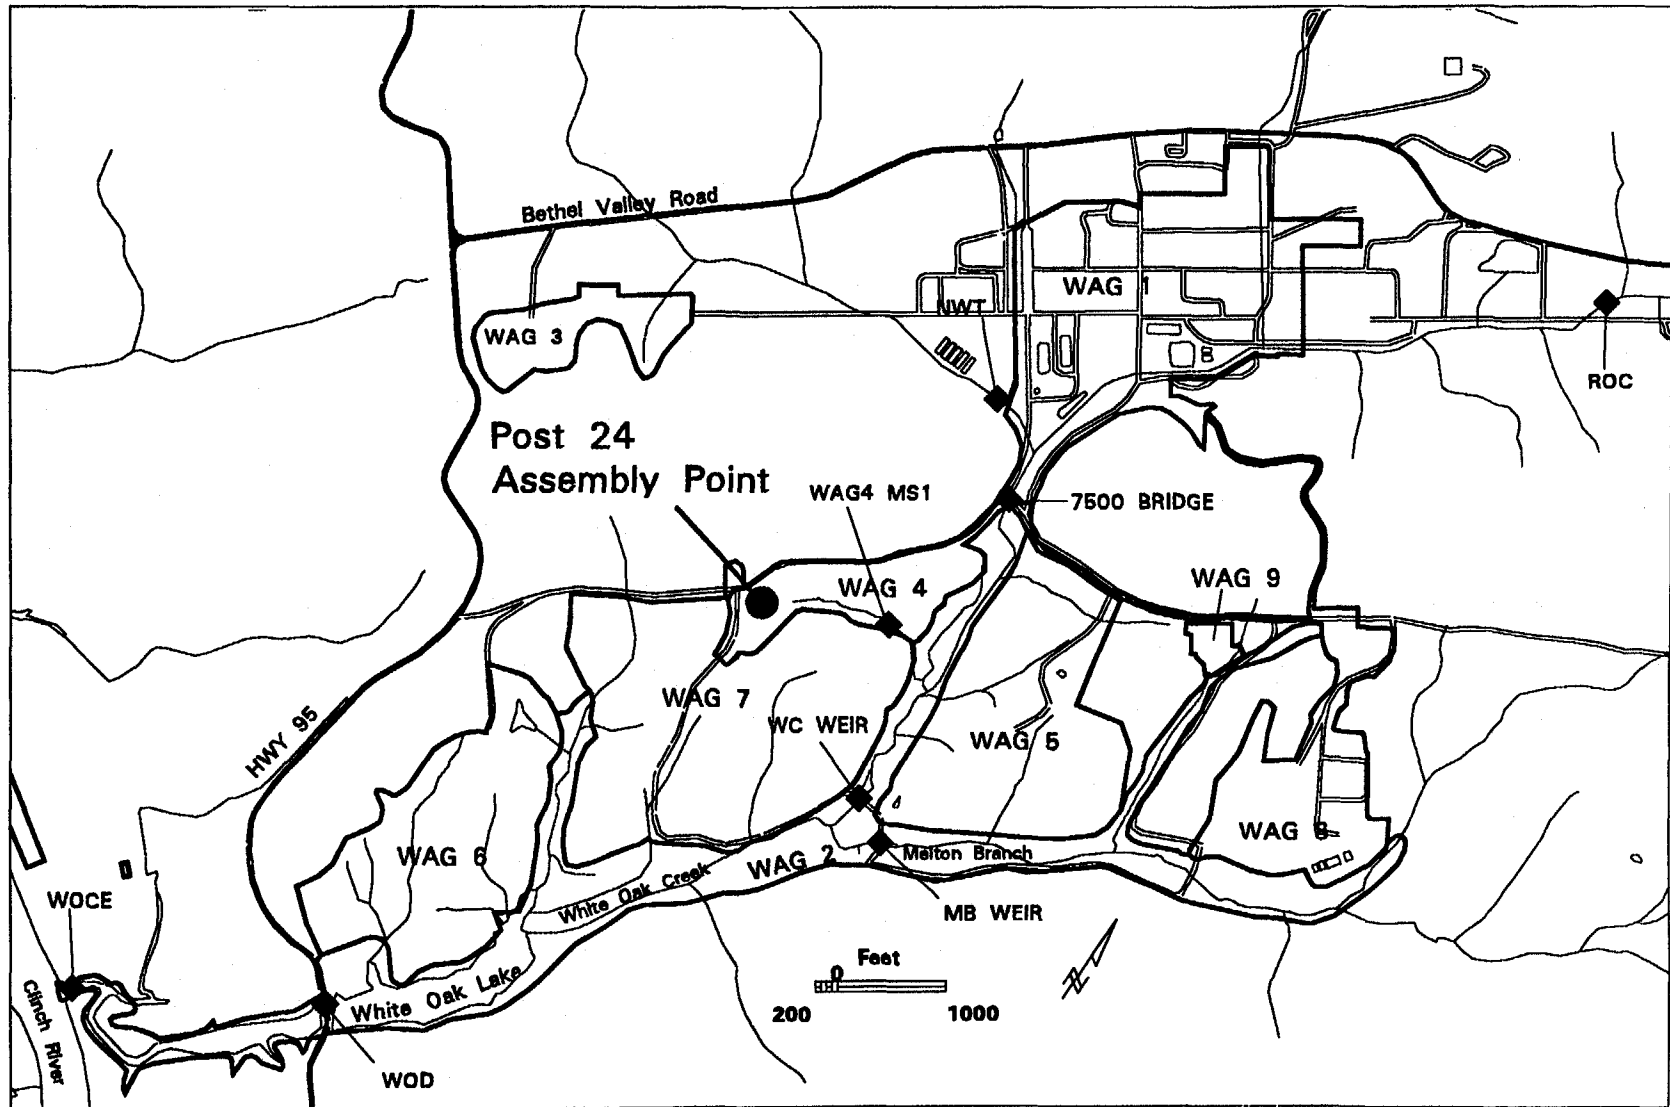 Bethel Valley Road
WAG 1
NWT
WAG 3
ROC
Post 24
Assembly Point
WAG4 MS1
7500 BRIDGE
WAG 4
WAG 9
WAG 7
HWY 95
WC WEIR
WAG 5
WAG 8
WAG 6
WAG 2
Melton Branch
White Oak Creek
WOCE
MB WEIR
Feet
0
200 1000
White Oak Lake
Clinch River
WOD